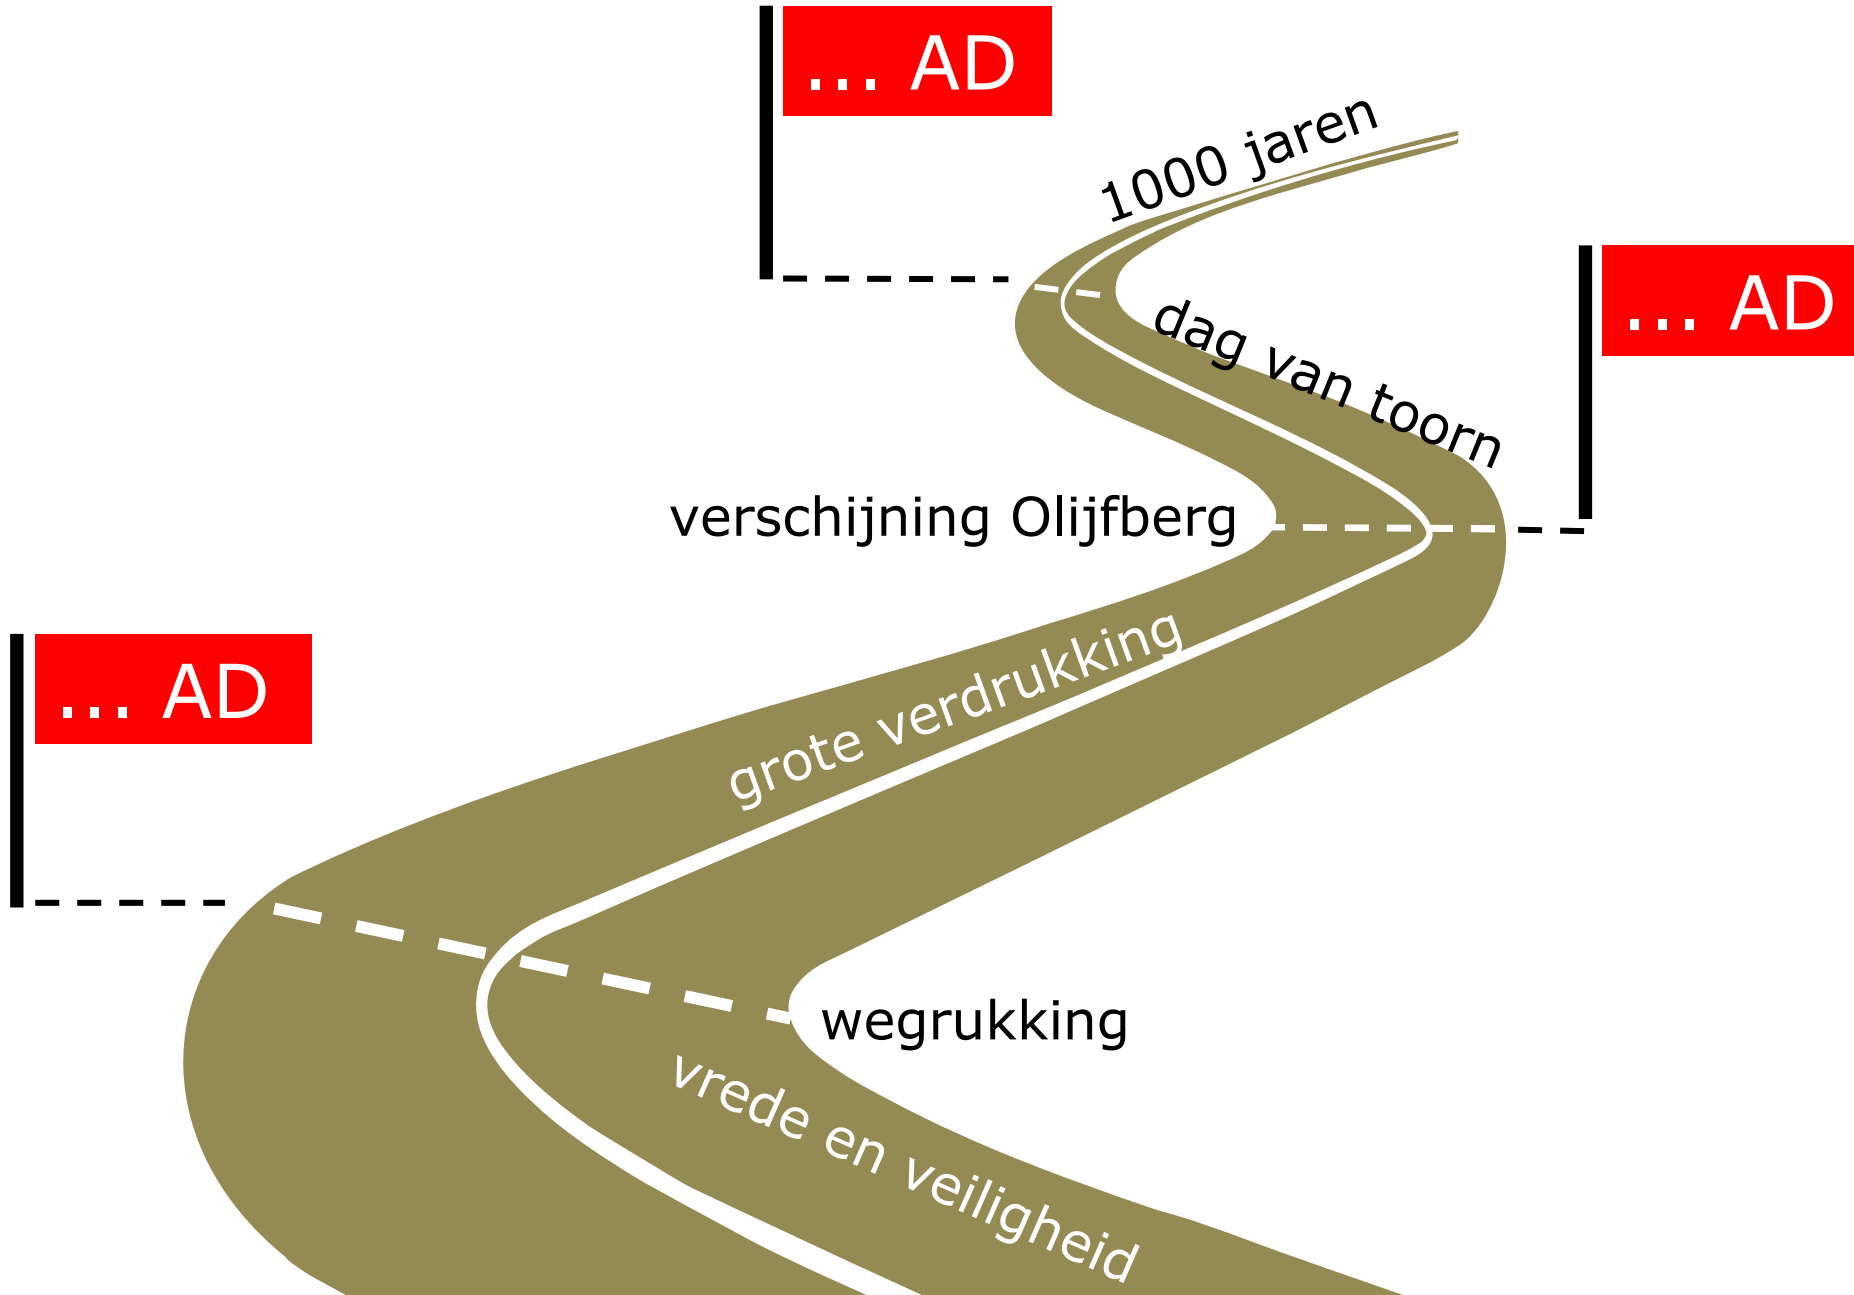 ... AD
1000 jaren
... AD
dag van toorn
verschijning Olijfberg
grote verdrukking
... AD
wegrukking
vrede en veiligheid